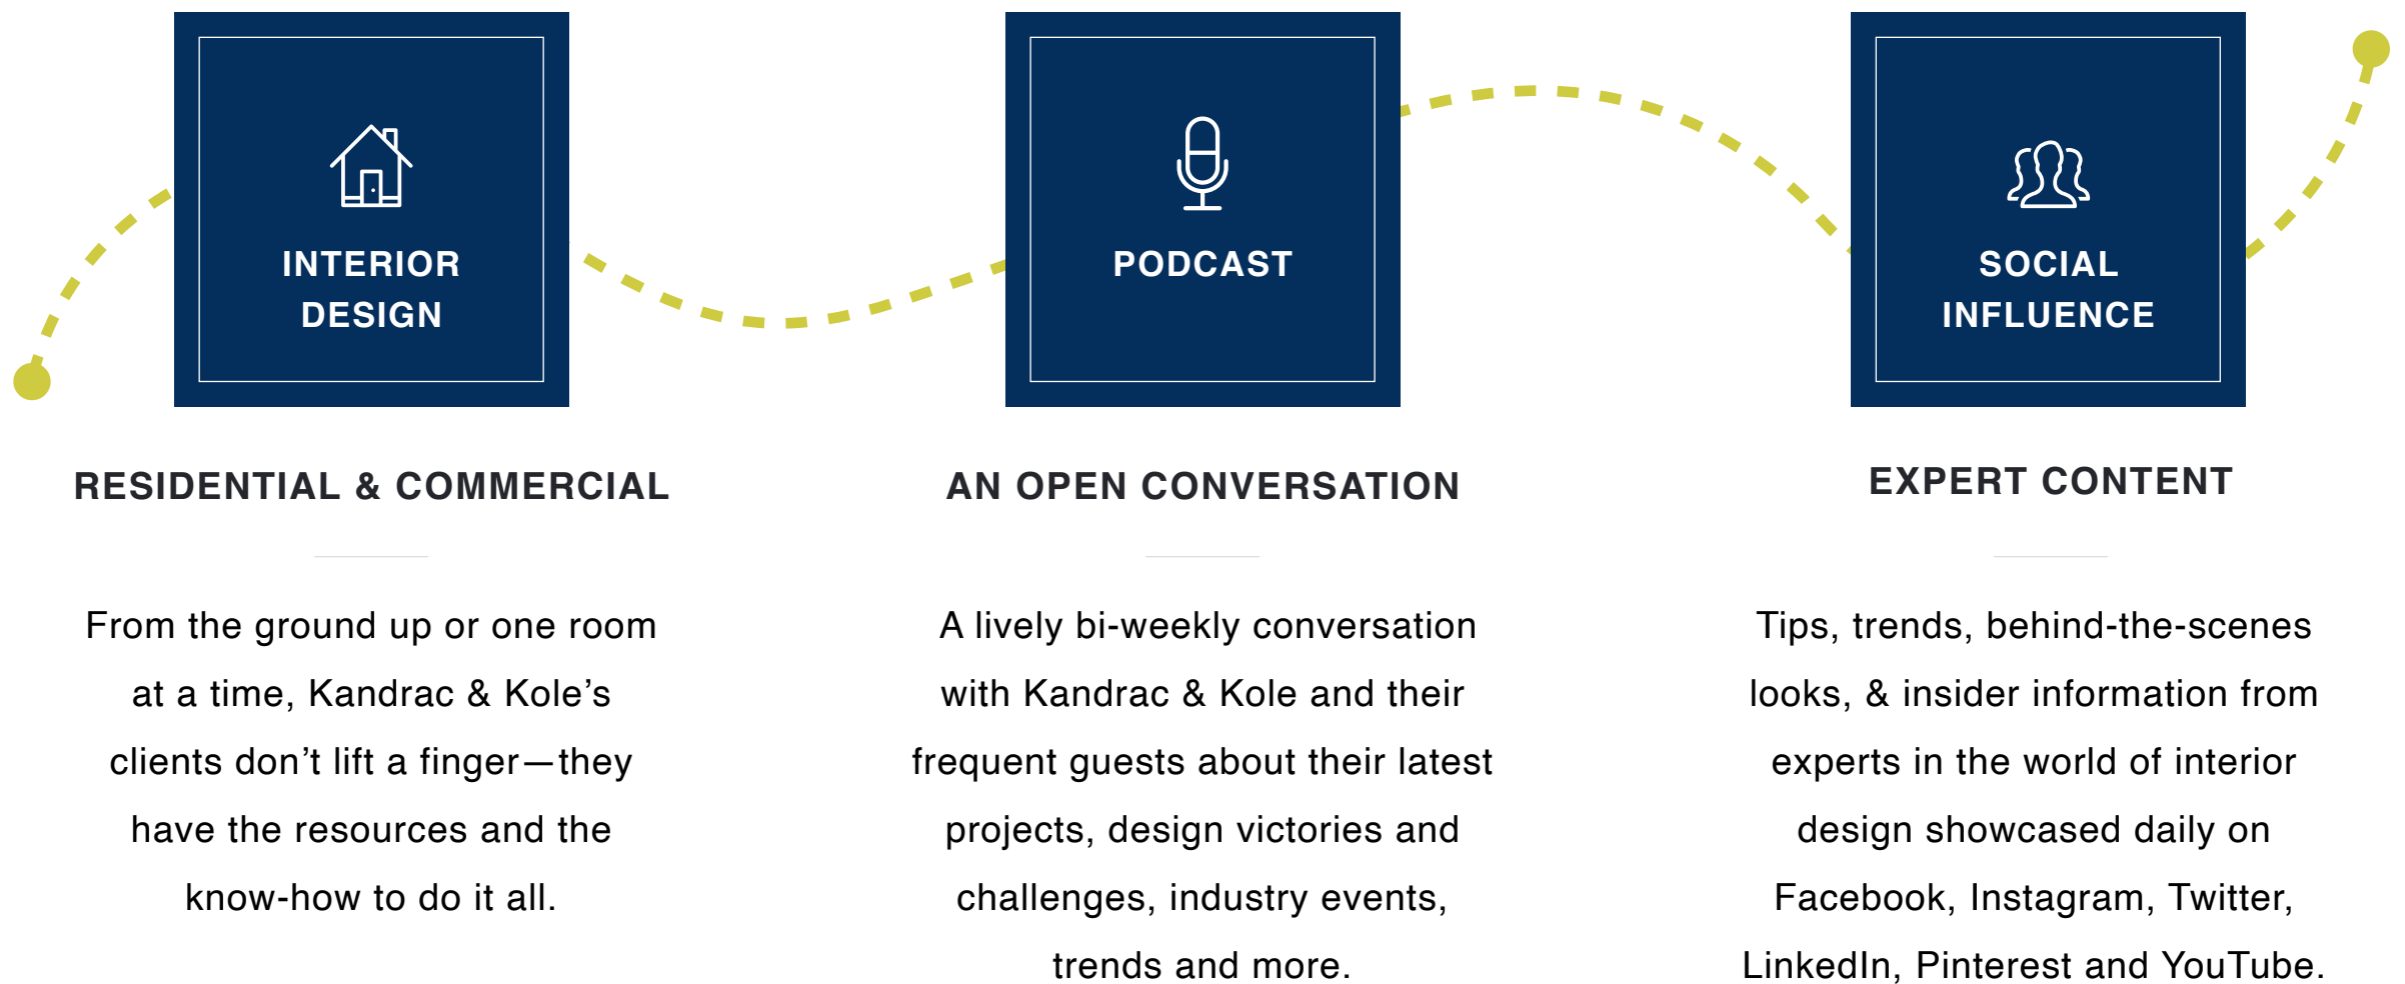 INTERIOR
DESIGN
RESIDENTIAL & COMMERCIAL
From the ground up or one room
at a time, Kandrac & Kole’s
clients don’t lift a finger—they
have the resources and the
know-how to do it all.
PODCAST
AN OPEN CONVERSATION
A lively bi-weekly conversation
with Kandrac & Kole and their
frequent guests about their latest
projects, design victories and
challenges, industry events,
trends and more.
SOCIAL
INFLUENCE
EXPERT CONTENT
Tips, trends, behind-the-scenes
looks, & insider information from
experts in the world of interior
design showcased daily on
Facebook, Instagram, Twitter,
LinkedIn, Pinterest and YouTube.